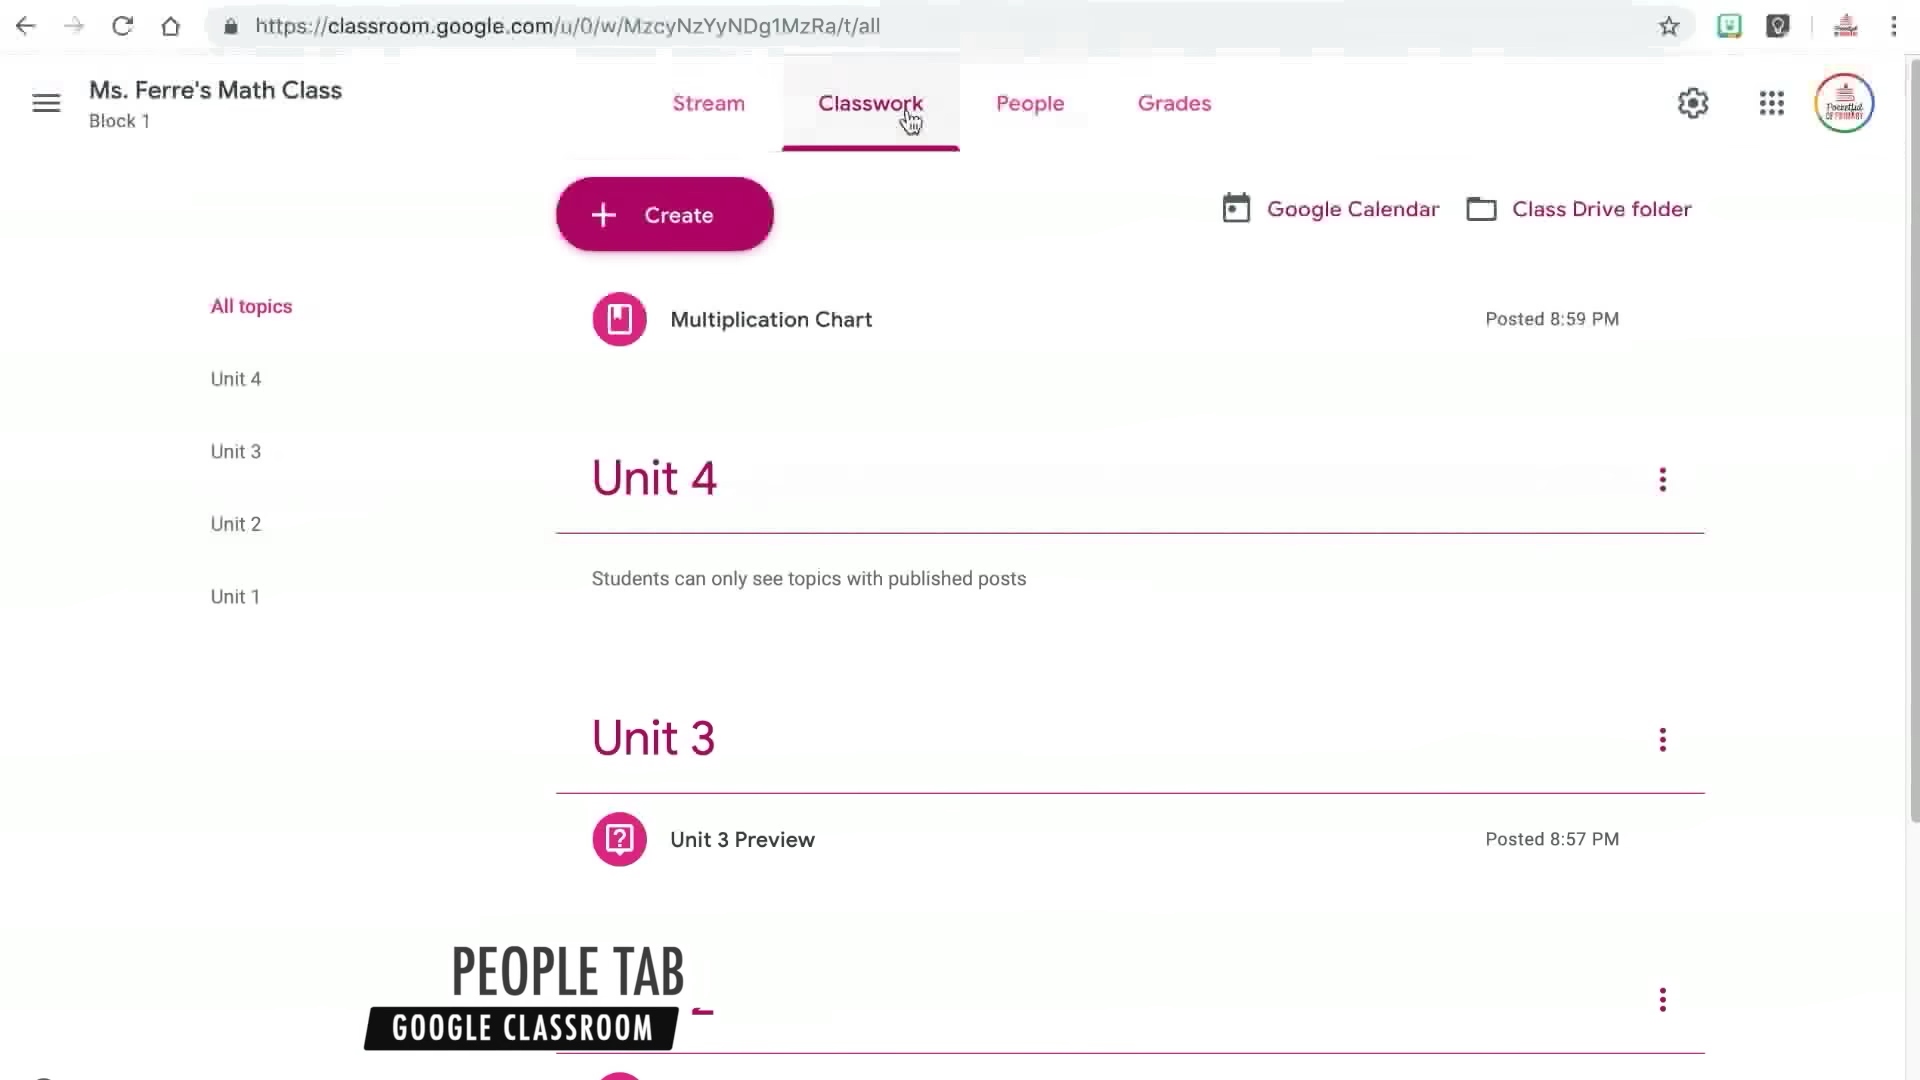 https://classroom.google.com/u/0/w/MzcyNzYyNDg1MzRa/t/all
Ms. Ferre's Math Class
Block 1
Stream
Classwork
People
Grades
Pocketful
OF PRIMARY
Create
Google Calendar
Class Drive folder
All topics
Unit 4
Unit 3
Unit 2
Unit 1
Multiplication Chart
Posted 8:59 PM
Unit 4
Students can only see topics with published posts
Unit 3
Unit 3 Preview
Posted 8:57 PM
PEOPLE TAB
GOOGLE CLASSROOM